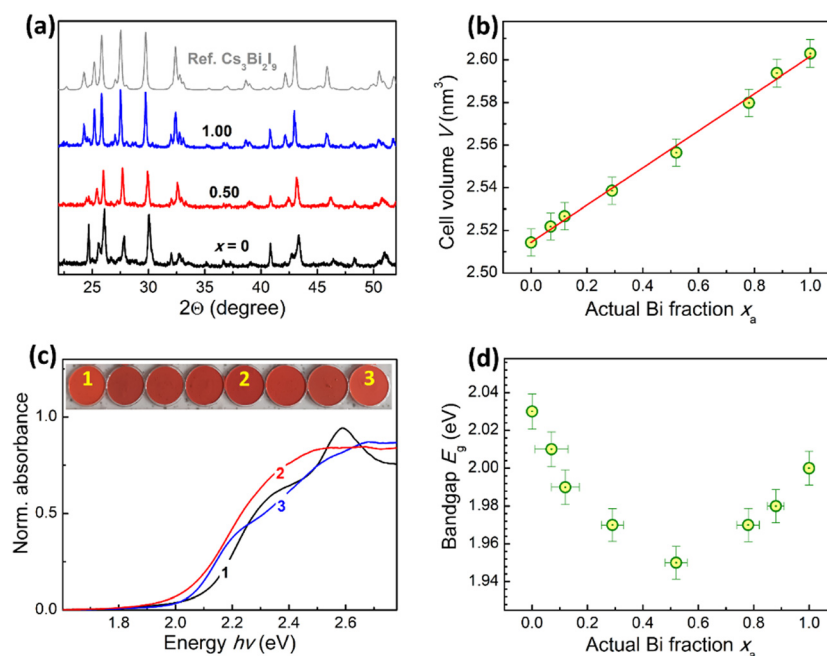 (a)
Ref. Cs₃Bi₂I₉
1.00
0.50
x = 0
25 30 35 40 45 50
2Θ (degree)
(b)
2.60
2.58
2.56
2.54
2.52
2.50
Cell volume V (nm³)
0.0 0.2 0.4 0.6 0.8 1.0
Actual Bi fraction xₐ
(c)
1 2 3
1.0
0.5
0.0
Norm. absorbance
2
3
1
1.8 2.0 2.2 2.4 2.6
Energy hν (eV)
(d)
2.04
2.02
2.00
1.98
1.96
1.94
Bandgap E_g (eV)
0.0 0.2 0.4 0.6 0.8 1.0
Actual Bi fraction xₐ